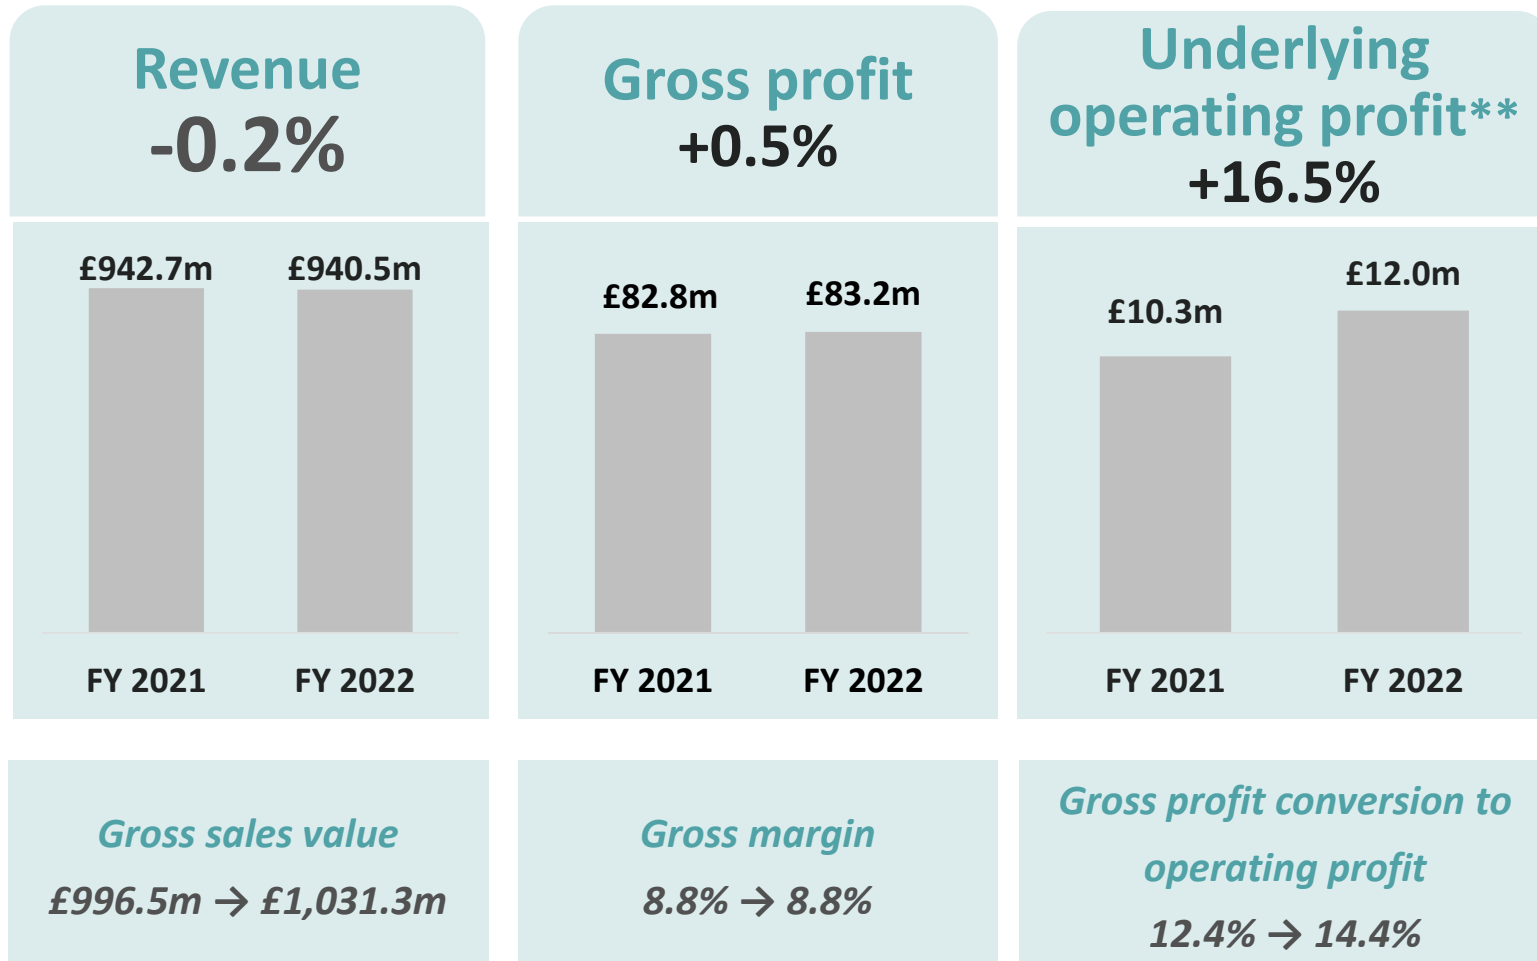 Revenue
-0.2%
£942.7m
£940.5m
FY 2021
FY 2022
Gross sales value
£996.5m → £1,031.3m
Gross profit
+0.5%
£82.8m
£83.2m
FY 2021
FY 2022
Gross margin
8.8% → 8.8%
Underlying
operating profit**
+16.5%
£10.3m
£12.0m
FY 2021
FY 2022
Gross profit conversion to
operating profit
12.4% → 14.4%